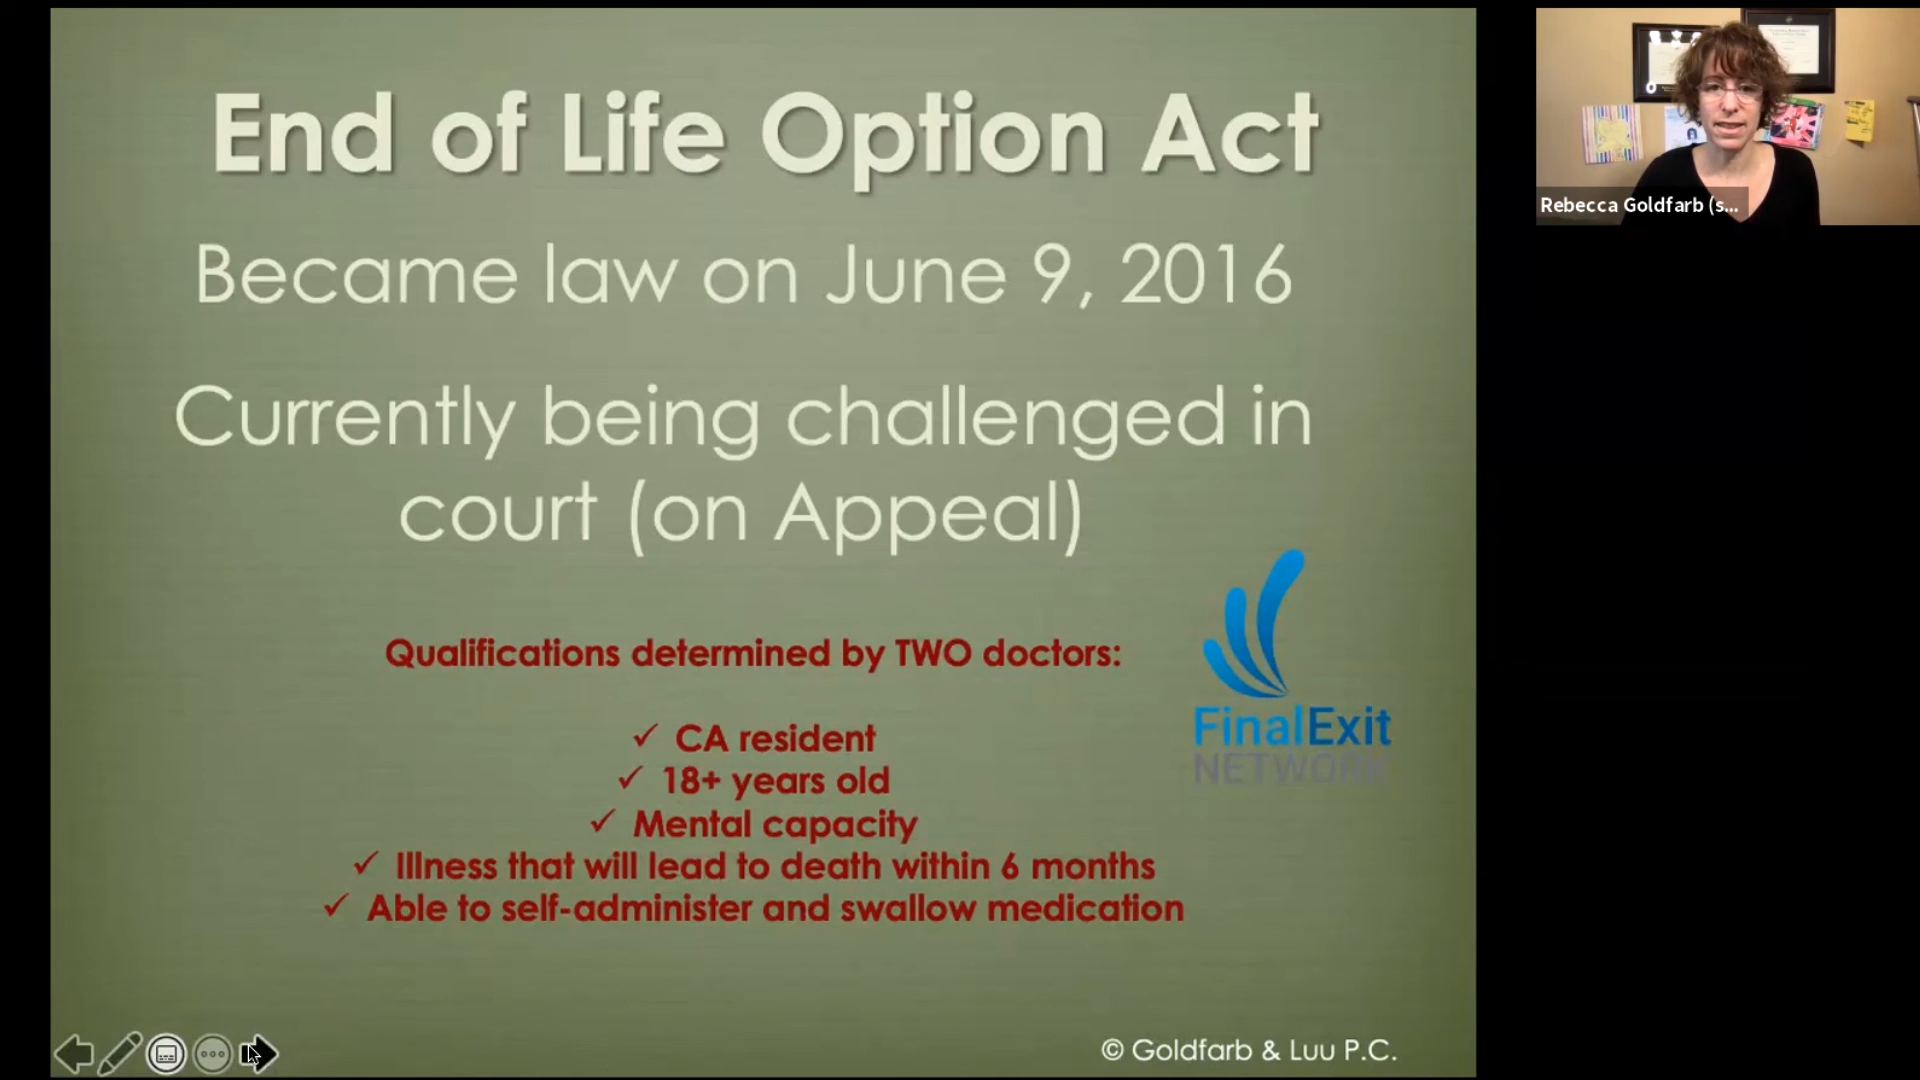 End of Life Option Act
Became law on June 9, 2016
Currently being challenged in
court (on Appeal)
Qualifications determined by TWO doctors:
✓ CA resident
✓ 18+ years old
✓ Mental capacity
✓ Illness that will lead to death within 6 months
✓ Able to self-administer and swallow medication
FinalExit
NETWORK
© Goldfarb & Luu P.C.
Rebecca Goldfarb (s...